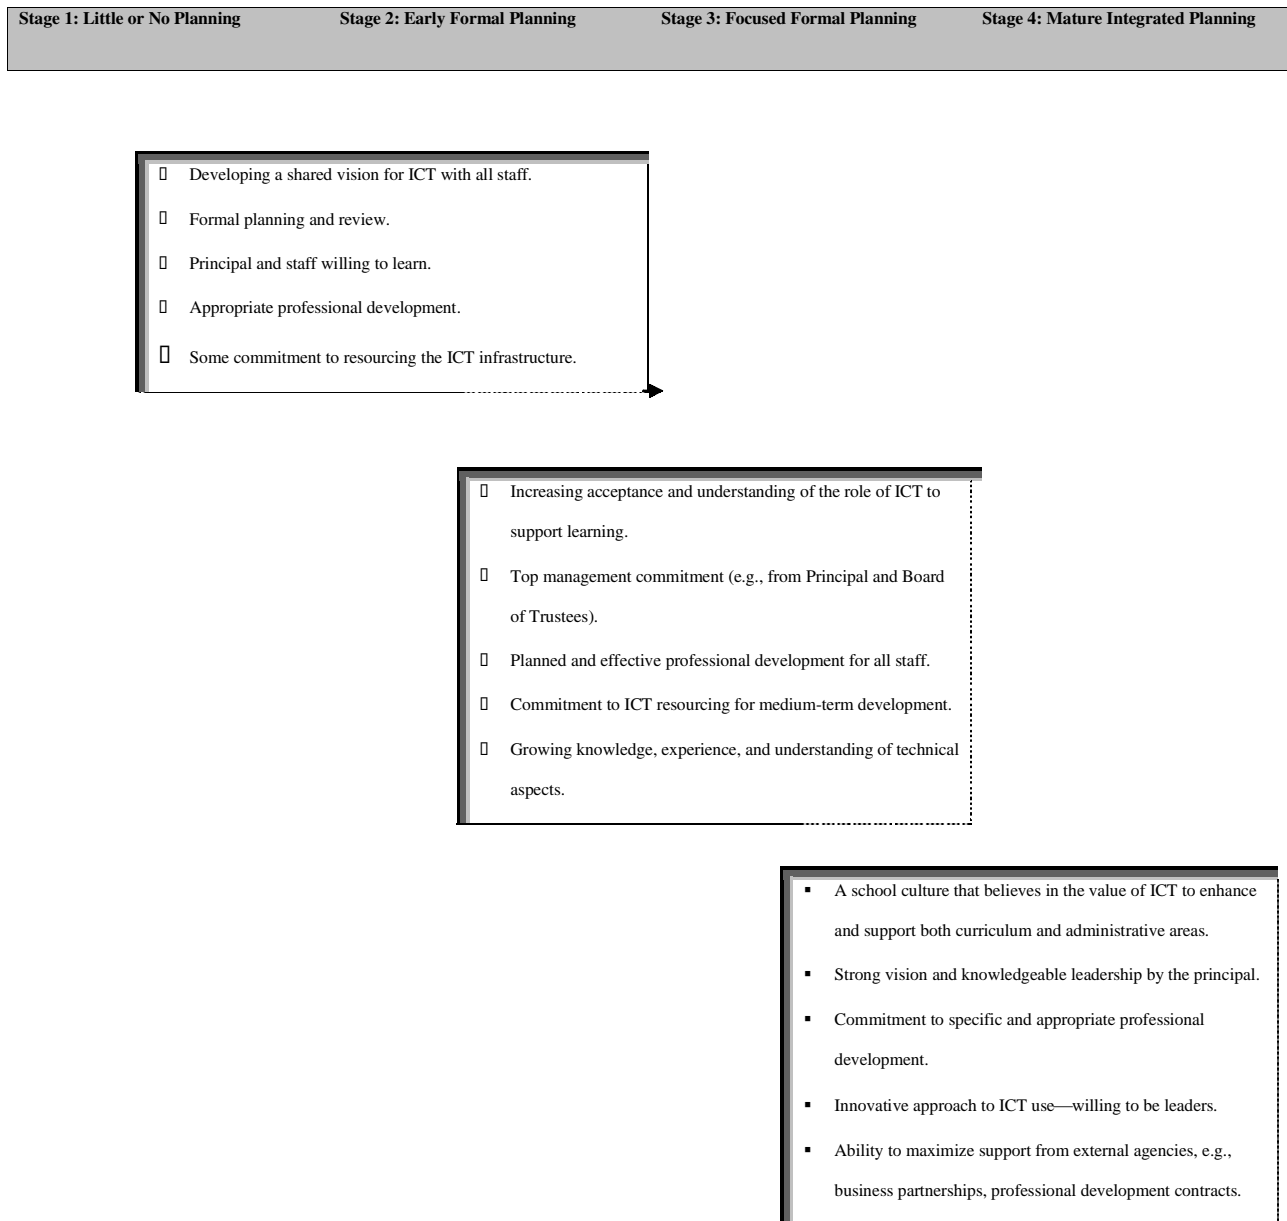 Stage 1: Little or No Planning Stage 2: Early Formal Planning Stage 3: Focused Formal Planning Stage 4: Mature Integrated Planning
Developing a shared vision for ICT with all staff.
Formal planning and review.
Principal and staff willing to learn.
Appropriate professional development.
Some commitment to resourcing the ICT infrastructure.
Increasing acceptance and understanding of the role of ICT to
support learning.
Top management commitment (e.g., from Principal and Board
of Trustees).
Planned and effective professional development for all staff.
Commitment to ICT resourcing for medium-term development.
Growing knowledge, experience, and understanding of technical
aspects.
▪ A school culture that believes in the value of ICT to enhance
and support both curriculum and administrative areas.
▪ Strong vision and knowledgeable leadership by the principal.
▪ Commitment to specific and appropriate professional
development.
▪ Innovative approach to ICT use—willing to be leaders.
▪ Ability to maximize support from external agencies, e.g.,
business partnerships, professional development contracts.